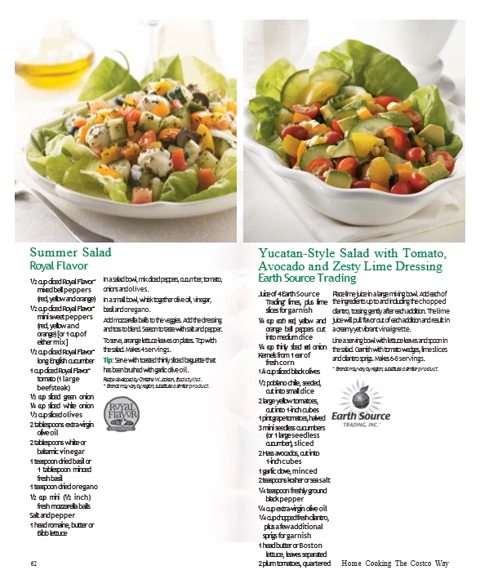 Summer Salad
Royal Flavor
½ cup diced Royal Flavor*
mixed bell peppers
(red, yellow and orange)
½ cup diced Royal Flavor*
mini sweet peppers
(red, yellow and
orange) [or 1 cup of
either mix]
½ cup diced Royal Flavor*
long English cucumber
1 cup diced Royal Flavor*
tomato (1 large
beefsteak)
½ cup sliced green onion
¼ cup sliced white onion
½ cup sliced olives
2 tablespoons extra-virgin
olive oil
2 tablespoons white or
balsamic vinegar
1 teaspoon dried basil or
1 tablespoon minced
fresh basil
1 teaspoon dried oregano
½ cup mini (½ inch)
fresh mozzarella balls
Salt and pepper
1 head romaine, butter or
Bibb lettuce
In a salad bowl, mix diced peppers, cucumber, tomato,
onions and olives.
In a small bowl, whisk together olive oil, vinegar,
basil and oregano.
Add mozzarella balls to the veggies. Add the dressing
and toss to blend. Season to taste with salt and pepper.
To serve, arrange lettuce leaves on plates. Top with
the salad. Makes 4 servings.
Tip: Serve with toasted thinly sliced baguette that
has been brushed with garlic olive oil.
Recipe developed by Christine W. Jackson, food stylist.
* Brands may vary by region; substitute a similar product.
Royal
Flavor
Yucatan-Style Salad with Tomato,
Avocado and Zesty Lime Dressing
Earth Source Trading
Juice of 4 Earth Source
Trading* limes, plus lime
slices for garnish
¼ cup each red, yellow and
orange bell peppers cut
into medium dice
¼ cup thinly sliced red onion
Kernels from 1 ear of
fresh corn
¼ cup sliced black olives
½ poblano chile, seeded,
cut into small dice
2 large yellow tomatoes,
cut into 1-inch cubes
1 pint grape tomatoes, halved
3 mini seedless cucumbers
(or 1 large seedless
cucumber), sliced
2 Hass avocados, cut into
1-inch cubes
1 garlic clove, minced
2 teaspoons kosher or sea salt
¼ teaspoon freshly ground
black pepper
¼ cup extra-virgin olive oil
¼ cup chopped fresh cilantro,
plus a few additional
sprigs for garnish
1 head butter or Boston
lettuce, leaves separated
2 plum tomatoes, quartered
Place lime juice in a large mixing bowl. Add each of
the ingredients up to and including the chopped
cilantro, tossing gently after each addition. The lime
juice will pull flavor out of each addition and result in
a creamy yet vibrant vinaigrette.
Line a serving bowl with lettuce leaves and spoon in
the salad. Garnish with tomato wedges, lime slices
and cilantro sprigs. Makes 6-8 servings.
* Brands may vary by region; substitute a similar product.
Earth Source
TRADING, INC.
62
Home Cooking The Costco Way